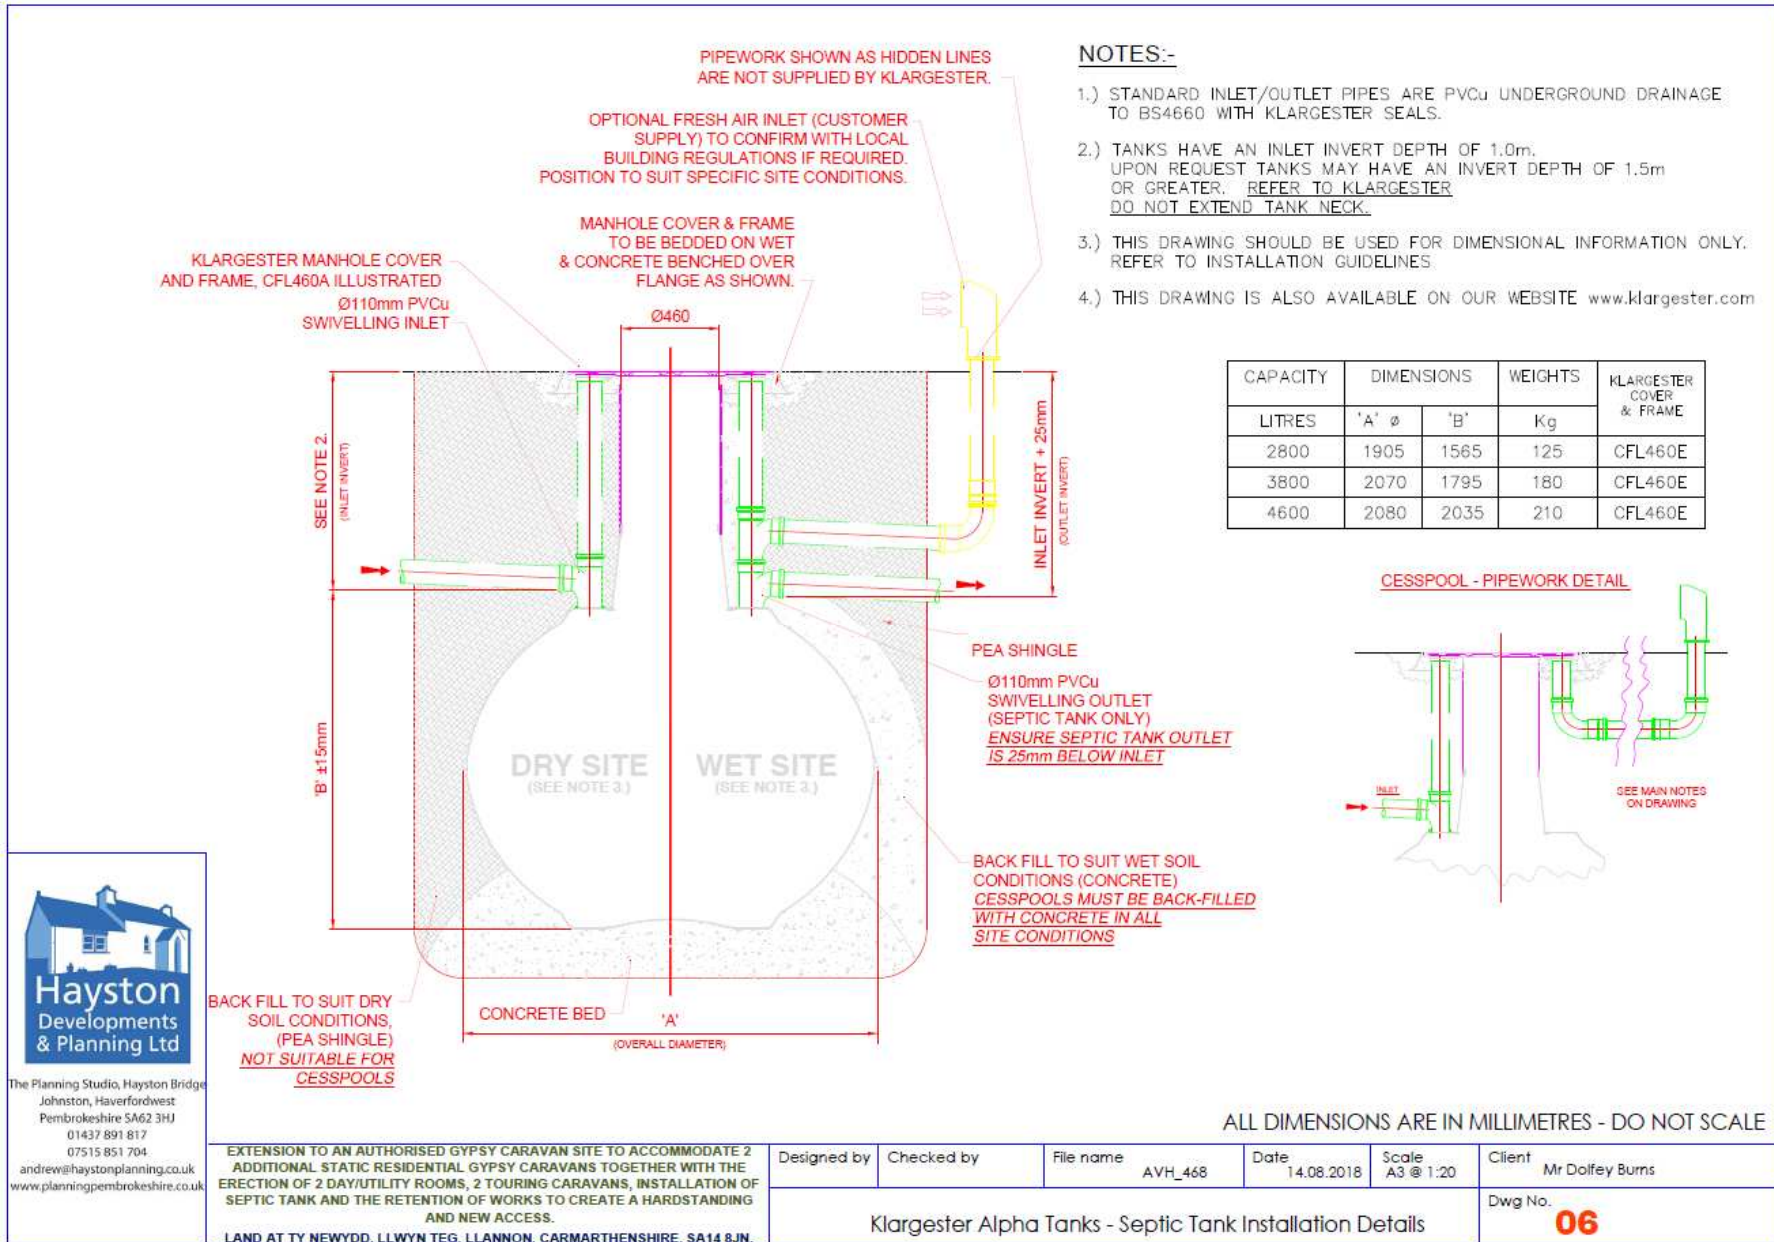 PIPEWORK SHOWN AS HIDDEN LINES
ARE NOT SUPPLIED BY KLARGESTER.
OPTIONAL FRESH AIR INLET (CUSTOMER
SUPPLY) TO CONFIRM WITH LOCAL
BUILDING REGULATIONS IF REQUIRED.
POSITION TO SUIT SPECIFIC SITE CONDITIONS.
MANHOLE COVER & FRAME
TO BE BEDDED ON WET
& CONCRETE BENCHED OVER
FLANGE AS SHOWN.
KLARGESTER MANHOLE COVER
AND FRAME, CFL460A ILLUSTRATED
Ø110mm PVCu
SWIVELLING INLET
Ø460
SEE NOTE 2.
(INLET INVERT)
INLET INVERT + 25mm
(OUTLET INVERT)
'B' ±15mm
DRY SITE
(SEE NOTE 3.)
WET SITE
(SEE NOTE 3.)
PEA SHINGLE
Ø110mm PVCu
SWIVELLING OUTLET
(SEPTIC TANK ONLY)
ENSURE SEPTIC TANK OUTLET
IS 25mm BELOW INLET
BACK FILL TO SUIT WET SOIL
CONDITIONS (CONCRETE)
CESSPOOLS MUST BE BACK-FILLED
WITH CONCRETE IN ALL
SITE CONDITIONS
BACK FILL TO SUIT DRY
SOIL CONDITIONS,
(PEA SHINGLE)
NOT SUITABLE FOR
CESSPOOLS
CONCRETE BED
'A'
(OVERALL DIAMETER)
NOTES:-
1.) STANDARD INLET/OUTLET PIPES ARE PVCu UNDERGROUND DRAINAGE
TO BS4660 WITH KLARGESTER SEALS.
2.) TANKS HAVE AN INLET INVERT DEPTH OF 1.0m.
UPON REQUEST TANKS MAY HAVE AN INVERT DEPTH OF 1.5m
OR GREATER. REFER TO KLARGESTER
DO NOT EXTEND TANK NECK.
3.) THIS DRAWING SHOULD BE USED FOR DIMENSIONAL INFORMATION ONLY.
REFER TO INSTALLATION GUIDELINES
4.) THIS DRAWING IS ALSO AVAILABLE ON OUR WEBSITE www.klargester.com
CAPACITY DIMENSIONS WEIGHTS KLARGESTER COVER & FRAME
LITRES 'A' Ø 'B' Kg
2800 1905 1565 125 CFL460E
3800 2070 1795 180 CFL460E
4600 2080 2035 210 CFL460E
CESSPOOL - PIPEWORK DETAIL
INLET
SEE MAIN NOTES
ON DRAWING
Hayston
Developments
& Planning Ltd
The Planning Studio, Hayston Bridge
Johnston, Haverfordwest
Pembrokeshire SA62 3HJ
01437 891 817
07515 851 704
andrew@haystonplanning.co.uk
www.planningpembrokeshire.co.uk
ALL DIMENSIONS ARE IN MILLIMETRES - DO NOT SCALE
EXTENSION TO AN AUTHORISED GYPSY CARAVAN SITE TO ACCOMMODATE 2
ADDITIONAL STATIC RESIDENTIAL GYPSY CARAVANS TOGETHER WITH THE
ERECTION OF 2 DAY/UTILITY ROOMS, 2 TOURING CARAVANS, INSTALLATION OF
SEPTIC TANK AND THE RETENTION OF WORKS TO CREATE A HARDSTANDING
AND NEW ACCESS.
LAND AT TY NEWYDD, LLWYN TEG, LLANNON, CARMARTHENSHIRE, SA14 8JN.
Designed by
Checked by
File name
AVH_468
Date
14.08.2018
Scale
A3 @ 1:20
Client
Mr Dolfey Burns
Klargester Alpha Tanks - Septic Tank Installation Details
Dwg No.
06